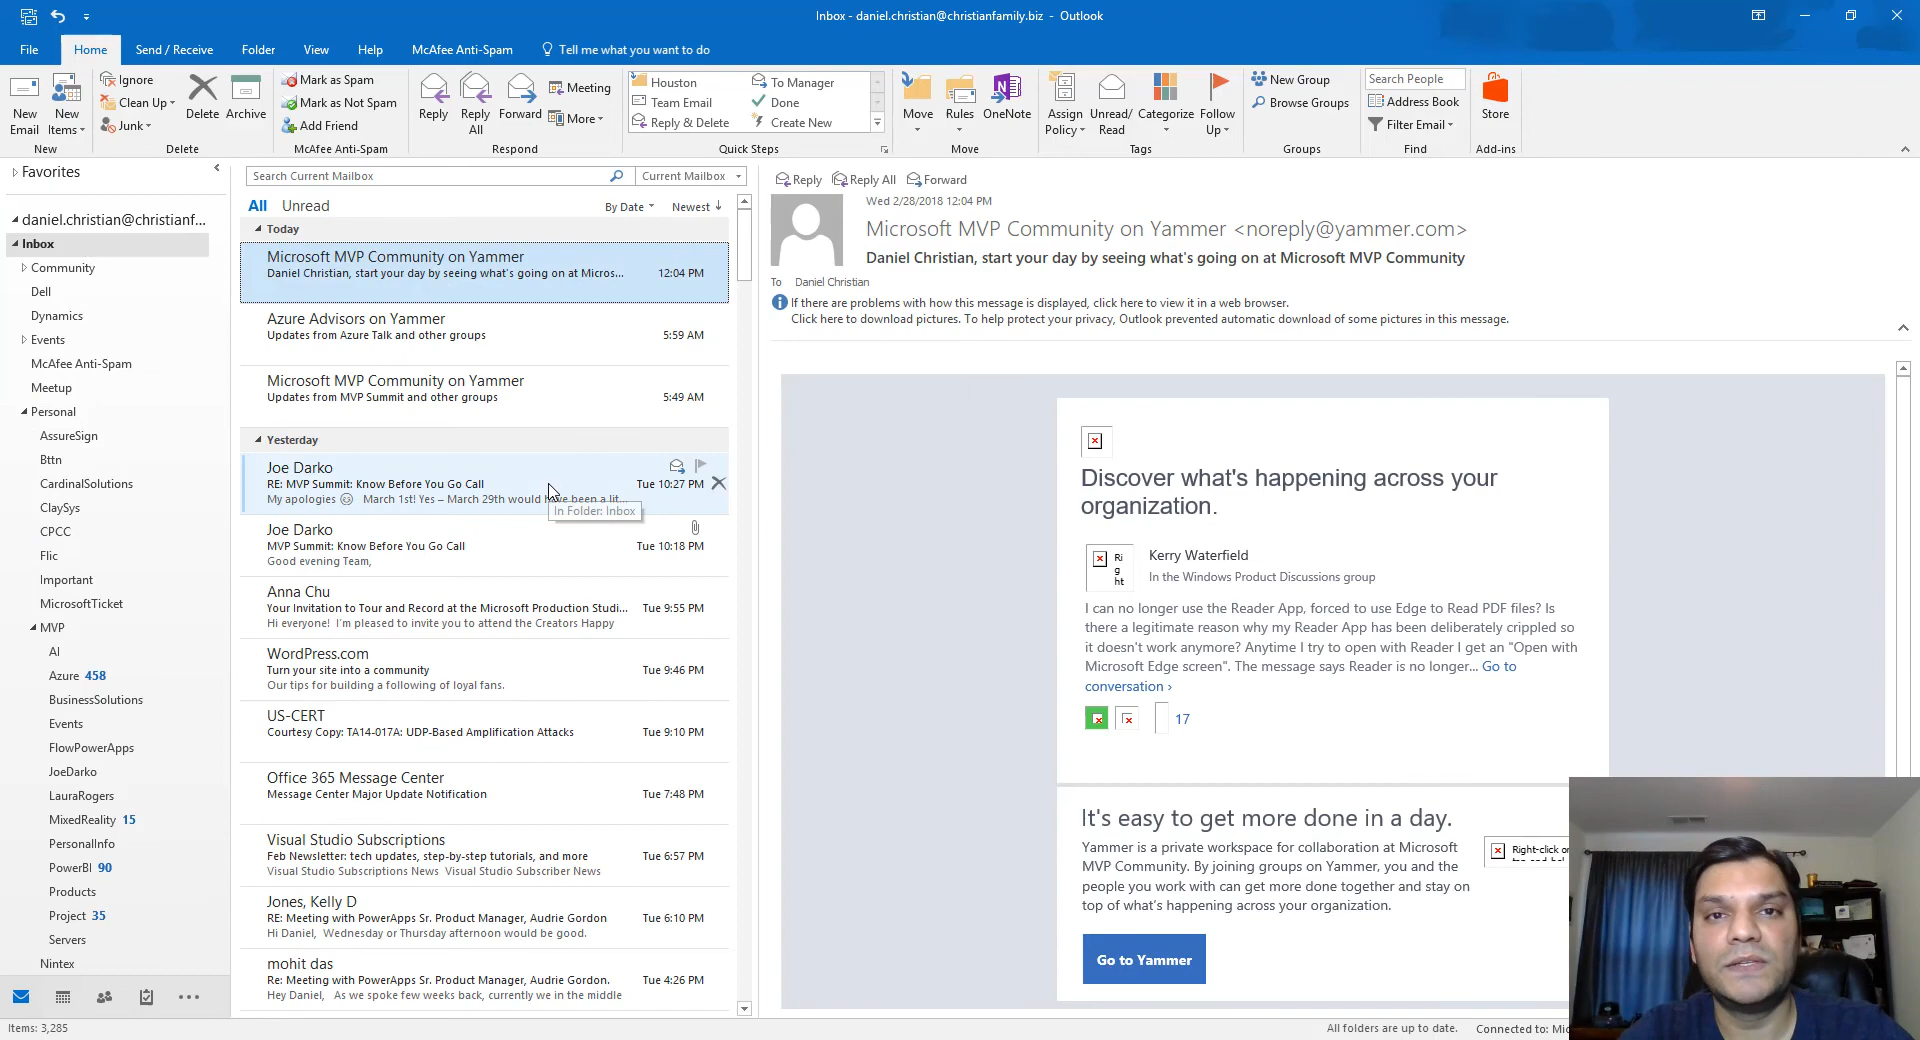 Inbox - daniel.christian@christianfamily.biz - Outlook
File Home Send / Receive Folder View Help McAfee Anti-Spam Tell me what you want to do
New Email
New Items
New
Ignore
Clean Up
Junk
Delete
Archive
Delete
Mark as Spam
Mark as Not Spam
Add Friend
McAfee Anti-Spam
Reply
Reply All
Forward
Meeting
More
Respond
Houston
Team Email
Reply & Delete
To Manager
Done
Create New
Quick Steps
Move
Rules
OneNote
Move
Assign Policy
Unread/ Read
Categorize
Follow Up
Tags
New Group
Browse Groups
Groups
Search People
Address Book
Filter Email
Find
Store
Add-ins
Favorites
daniel.christian@christianf...
Inbox
Community
Dell
Dynamics
Events
McAfee Anti-Spam
Meetup
Personal
AssureSign
Bttn
CardinalSolutions
ClaySys
CPCC
Flic
Important
MicrosoftTicket
MVP
AI
Azure 458
BusinessSolutions
Events
FlowPowerApps
JoeDarko
LauraRogers
MixedReality 15
PersonalInfo
PowerBI 90
Products
Project 35
Servers
Nintex
Items: 3,285
Search Current Mailbox Current Mailbox
All Unread By Date Newest
Today
Microsoft MVP Community on Yammer
Daniel Christian, start your day by seeing what's going on at Micros... 12:04 PM
Azure Advisors on Yammer
Updates from Azure Talk and other groups 5:59 AM
Microsoft MVP Community on Yammer
Updates from MVP Summit and other groups 5:49 AM
Yesterday
Joe Darko
RE: MVP Summit: Know Before You Go Call Tue 10:27 PM
My apologies ☺ March 1st! Yes – March 29th would have been a lit...
In Folder: Inbox
Joe Darko
MVP Summit: Know Before You Go Call Tue 10:18 PM
Good evening Team,
Anna Chu
Your Invitation to Tour and Record at the Microsoft Production Studi... Tue 9:55 PM
Hi everyone! I'm pleased to invite you to attend the Creators Happy
WordPress.com
Turn your site into a community Tue 9:46 PM
Our tips for building a following of loyal fans.
US-CERT
Courtesy Copy: TA14-017A: UDP-Based Amplification Attacks Tue 9:10 PM
Office 365 Message Center
Message Center Major Update Notification Tue 7:48 PM
Visual Studio Subscriptions
Feb Newsletter: tech updates, step-by-step tutorials, and more Tue 6:57 PM
Visual Studio Subscriptions News Visual Studio Subscriber News
Jones, Kelly D
RE: Meeting with PowerApps Sr. Product Manager, Audrie Gordon Tue 6:10 PM
Hi Daniel, Wednesday or Thursday afternoon would be good.
mohit das
Re: Meeting with PowerApps Sr. Product Manager, Audrie Gordon. Tue 4:26 PM
Hey Daniel, As we spoke few weeks back, currently we in the middle
Reply Reply All Forward
Wed 2/28/2018 12:04 PM
Microsoft MVP Community on Yammer <noreply@yammer.com>
Daniel Christian, start your day by seeing what's going on at Microsoft MVP Community
To Daniel Christian
If there are problems with how this message is displayed, click here to view it in a web browser.
Click here to download pictures. To help protect your privacy, Outlook prevented automatic download of some pictures in this message.
Discover what's happening across your
organization.
Ri
g
ht
Kerry Waterfield
In the Windows Product Discussions group
I can no longer use the Reader App, forced to use Edge to Read PDF files? Is
there a legitimate reason why my Reader App has been deliberately crippled so
it doesn't work anymore? Anytime I try to open with Reader I get an "Open with
Microsoft Edge screen". The message says Reader is no longer... Go to
conversation ›
17
It's easy to get more done in a day.
Yammer is a private workspace for collaboration at Microsoft
MVP Community. By joining groups on Yammer, you and the
people you work with can get more done together and stay on
top of what's happening across your organization.
Right-click
Go to Yammer
All folders are up to date. Connected to: